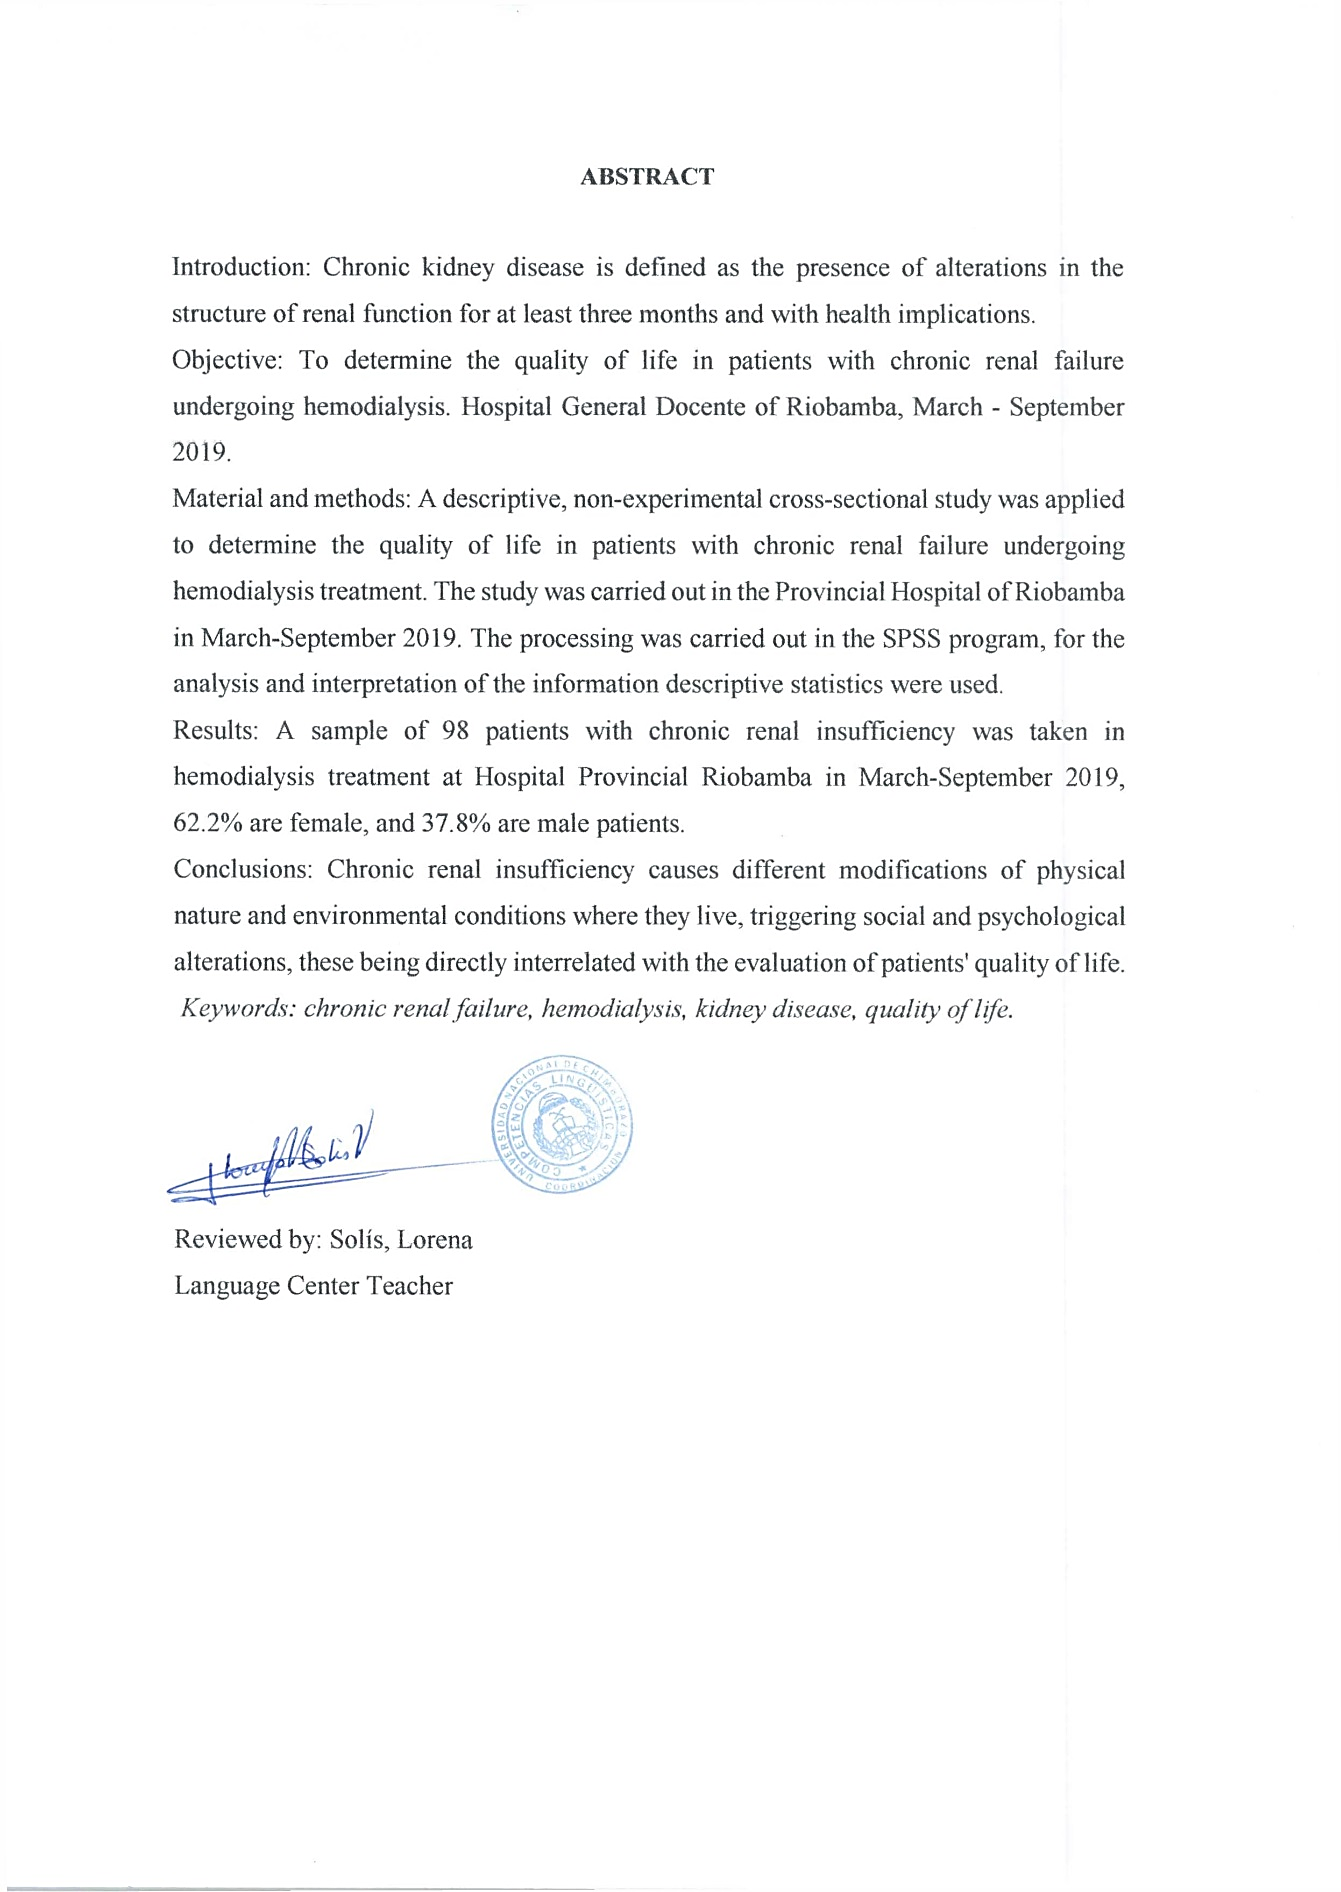 ABSTRACT
Introduction: Chronic kidney disease is defined as the presence of alterations in the
structure of renal function for at least three months and with health implications.
Objective: To determine the quality of life in patients with chronic renal failure
undergoing hemodialysis. Hospital General Docente of Riobamba, March - September
2019.
Material and methods: A descriptive, non-experimental cross-sectional study was applied
to determine the quality of life in patients with chronic renal failure undergoing
hemodialysis treatment. The study was carried out in the Provincial Hospital of Riobamba
in March-September 2019. The processing was carried out in the SPSS program, for the
analysis and interpretation of the information descriptive statistics were used.
Results: A sample of 98 patients with chronic renal insufficiency was taken in
hemodialysis treatment at Hospital Provincial Riobamba in March-September 2019,
62.2% are female, and 37.8% are male patients.
Conclusions: Chronic renal insufficiency causes different modifications of physical
nature and environmental conditions where they live, triggering social and psychological
alterations, these being directly interrelated with the evaluation of patients' quality of life.
Keywords: chronic renal failure, hemodialysis, kidney disease, quality of life.
UNIVERSIDAD NACIONAL DE CHIMBORAZO
COMPETENCIAS LINGUISTICAS
COORDINACION
Reviewed by: Solís, Lorena
Language Center Teacher